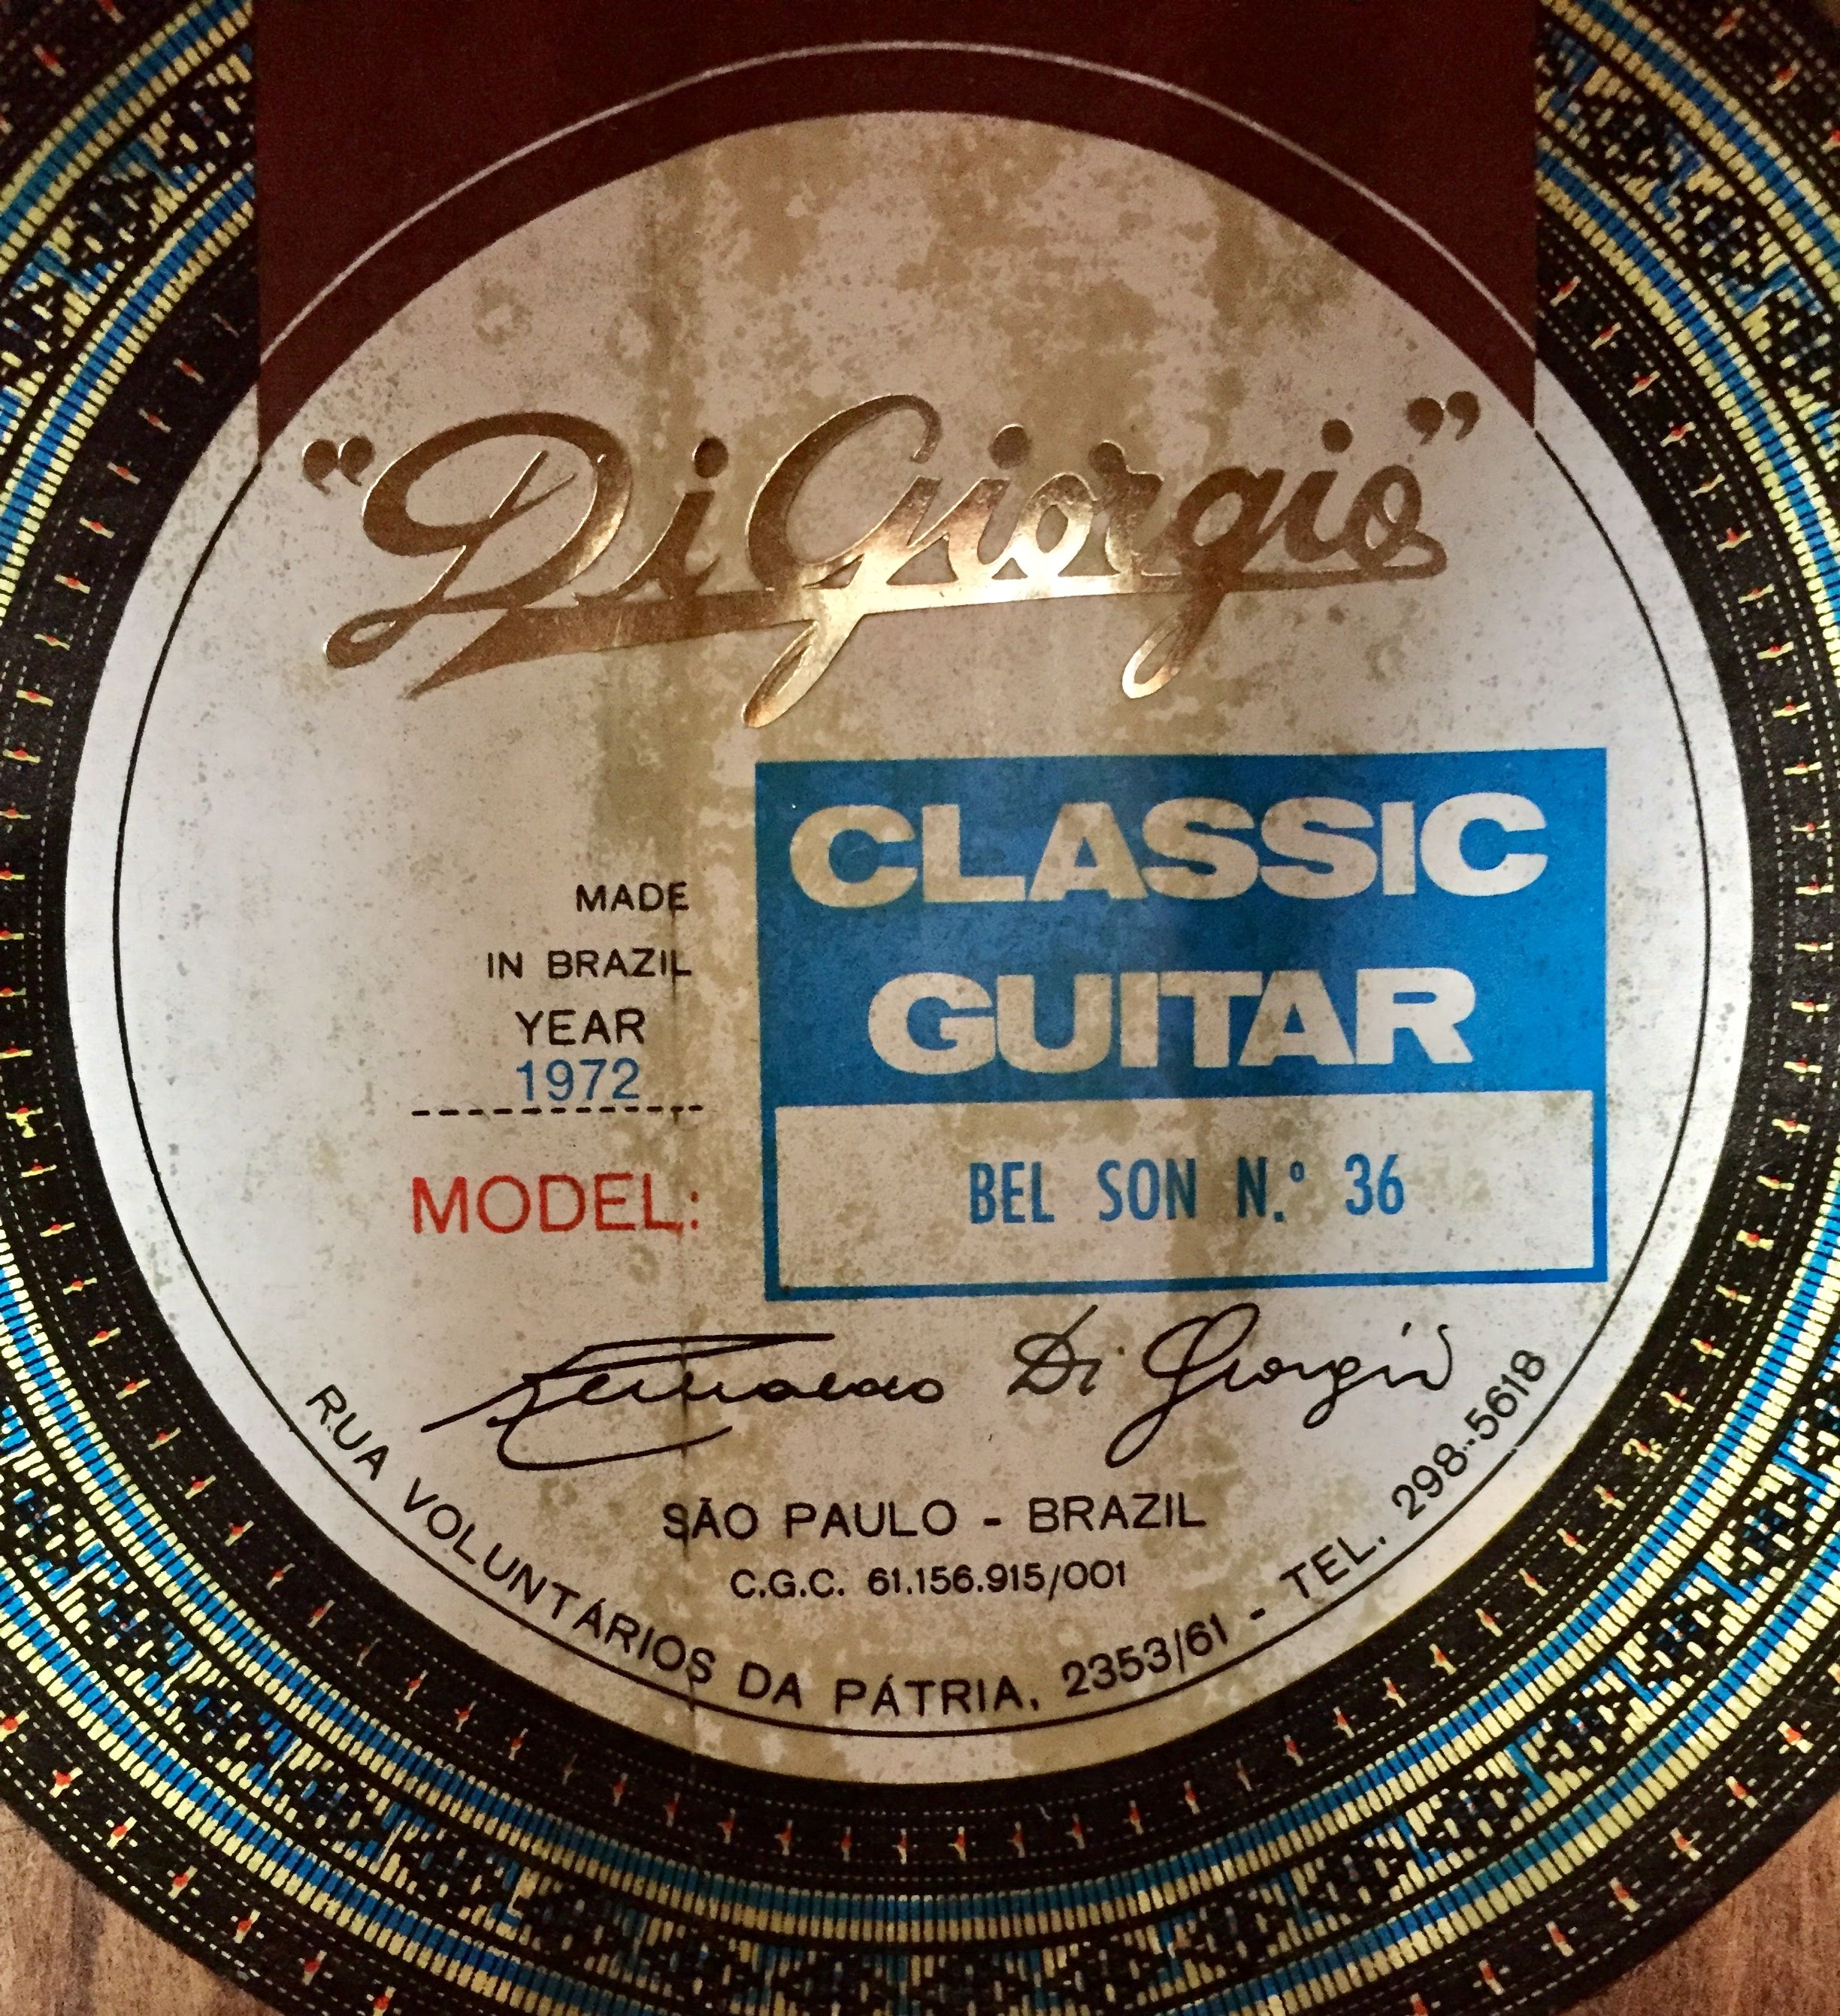 "Di Giorgio"
CLASSIC
GUITAR
MADE
IN BRAZIL
YEAR
1972
MODEL:
BEL SON N.º 36
Di Giorgio
SÃO PAULO - BRAZIL
C.G.C. 61.156.915/001
RUA VOLUNTÁRIOS DA PÁTRIA, 2353/61 - TEL. 298-5618